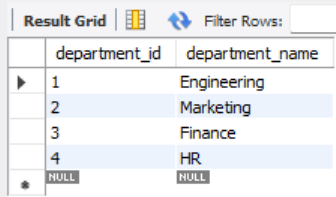 Result Grid Filter Rows:
department_id department_name
1 Engineering
2 Marketing
3 Finance
4 HR
NULL NULL